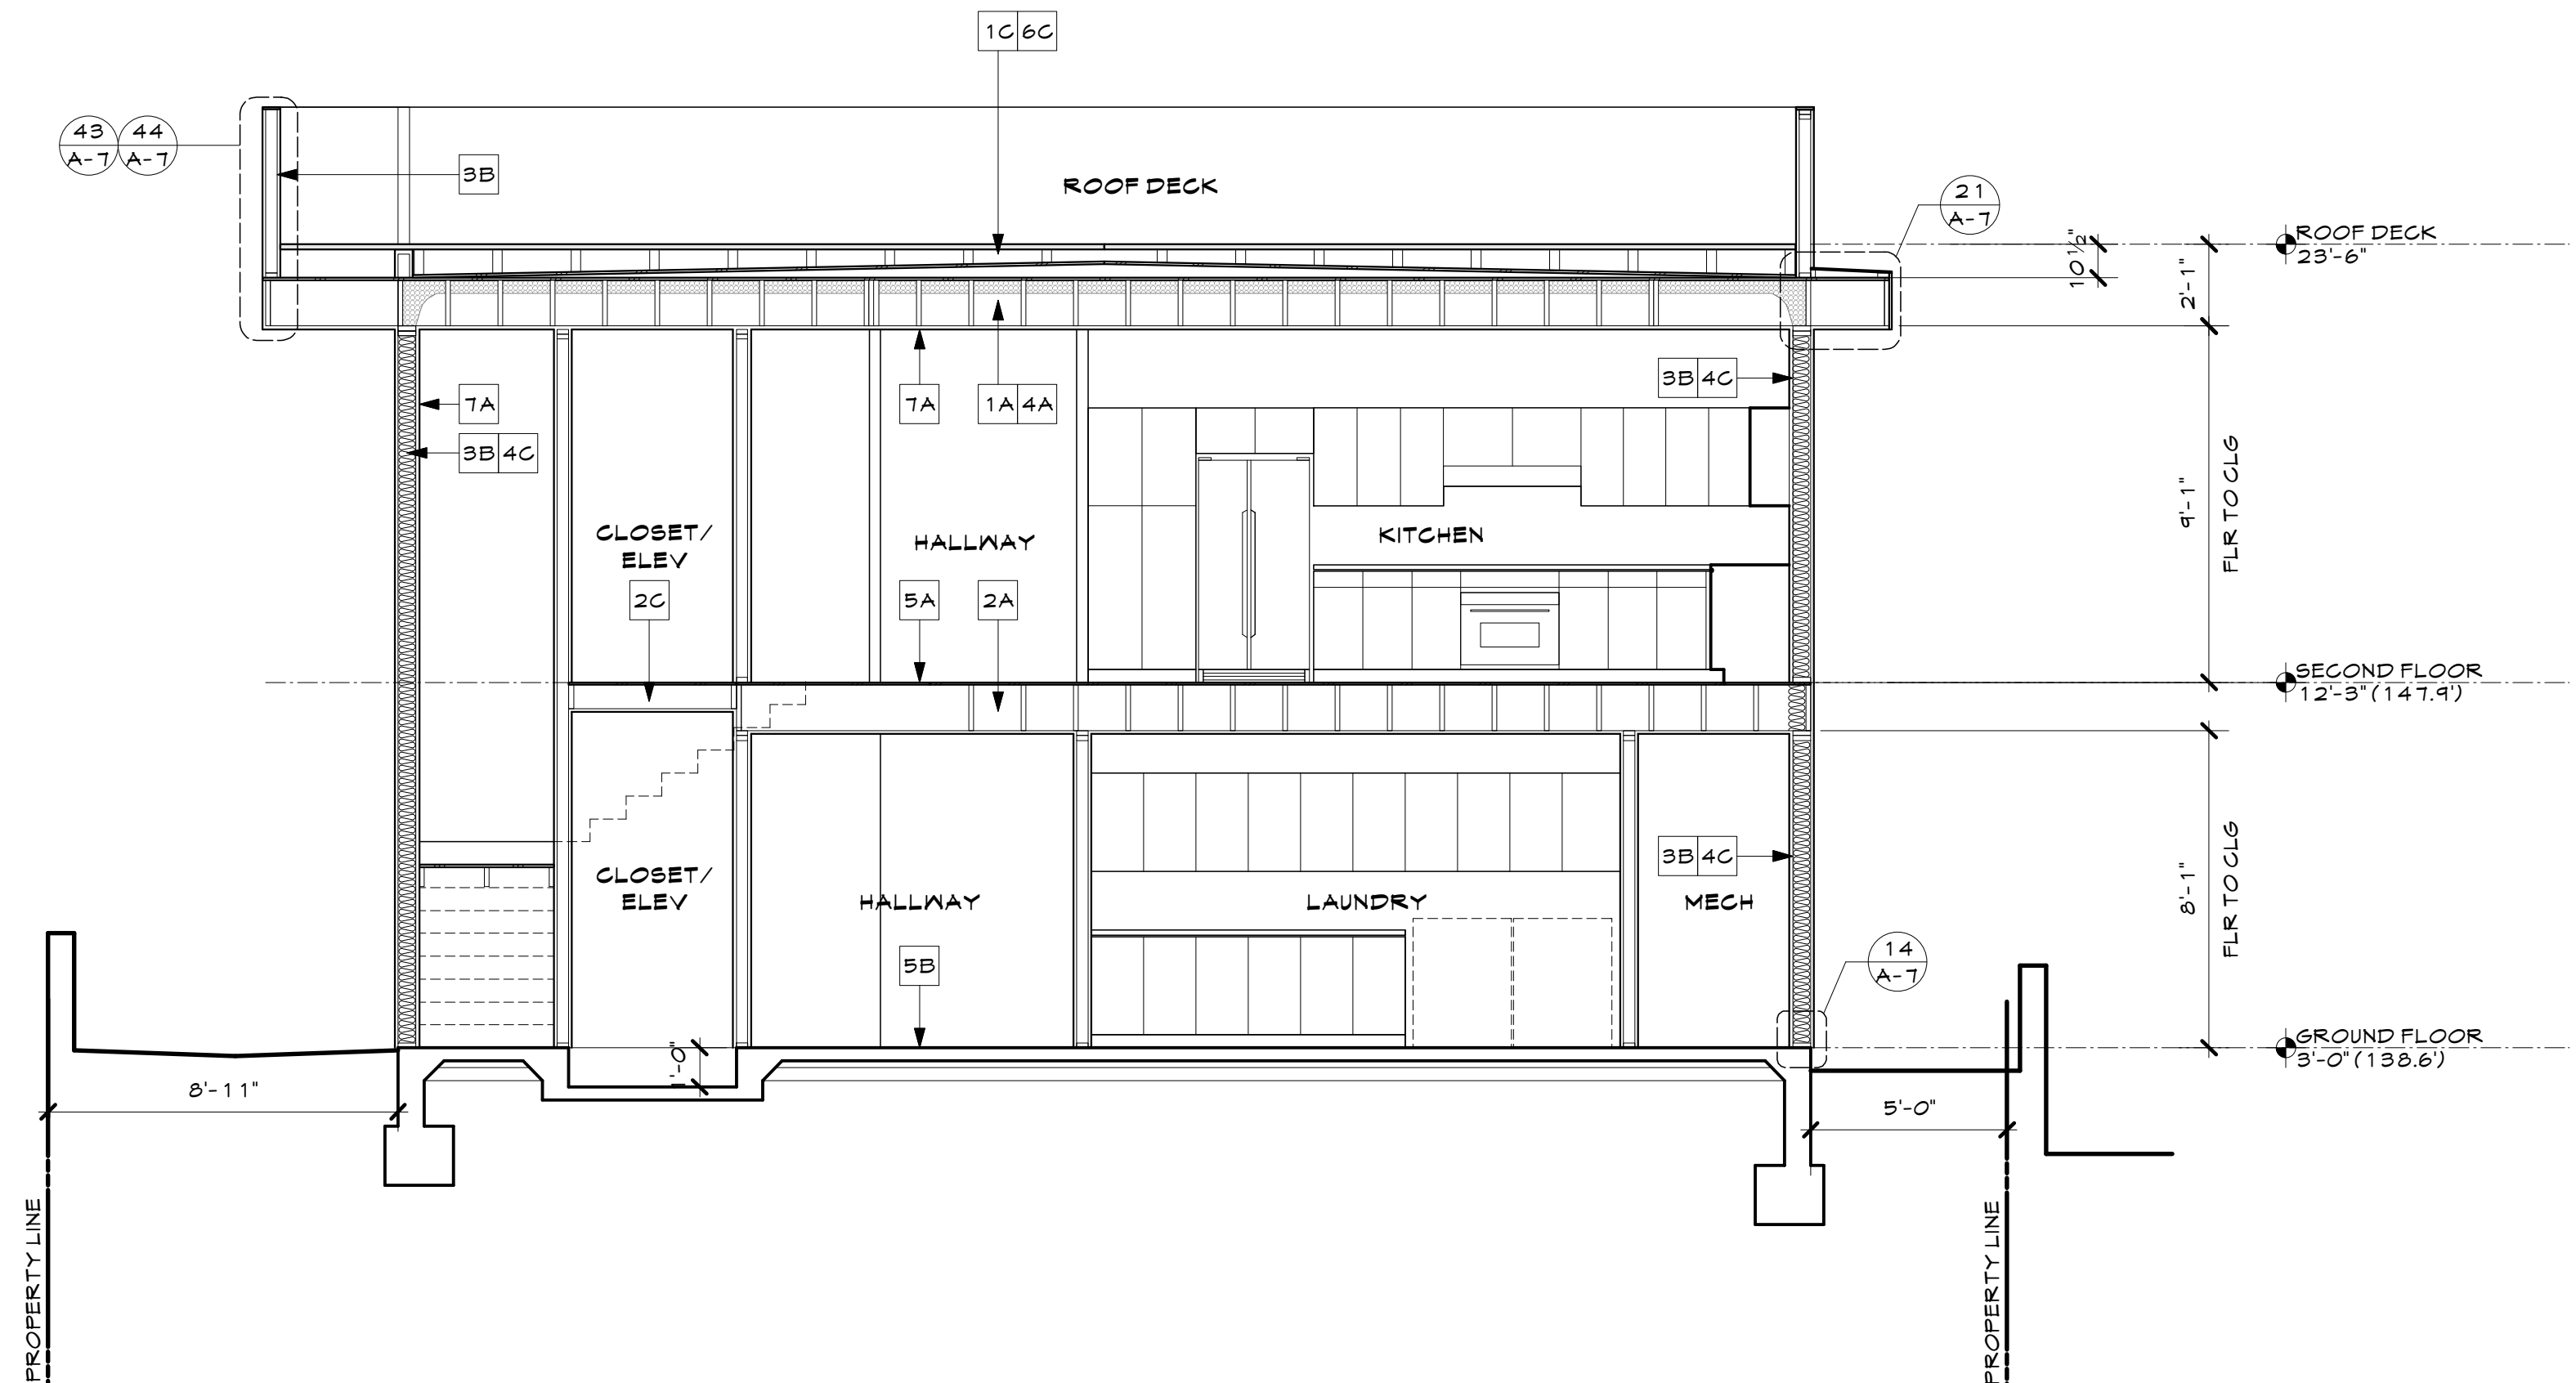 1C 6C
43 44
A-7 A-7
3B
ROOF DECK
21
A-7
10½"
2'-1"
ROOF DECK
23'-6"
7A
3B 4C
7A
1A 4A
3B 4C
CLOSET/
ELEV
HALLWAY
KITCHEN
9'-1"
FLR TO CLG
2C
5A
2A
SECOND FLOOR
12'-3" (147.9')
CLOSET/
ELEV
HALLWAY
LAUNDRY
3B 4C
MECH
8'-1"
FLR TO CLG
5B
14
A-7
1'-0"
GROUND FLOOR
3'-0" (138.6')
8'-11"
5'-0"
PROPERTY LINE
PROPERTY LINE